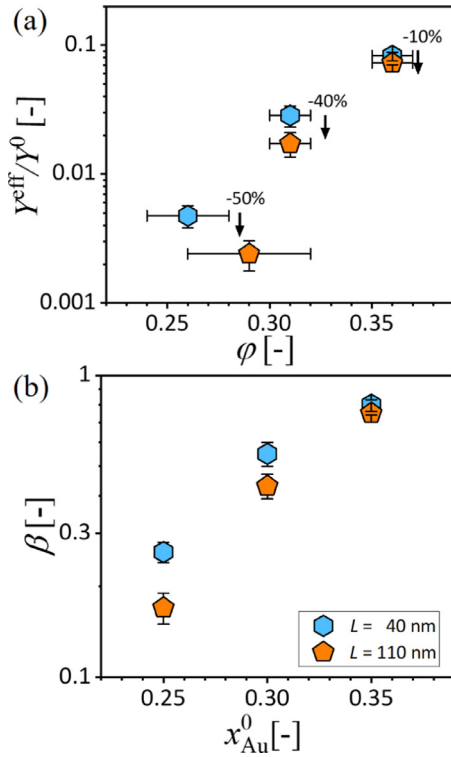 (a)
Y^eff/Y^0 [-]
0.1
0.01
0.001
-10%
-40%
-50%
0.25 0.30 0.35
φ [-]
(b)
β [-]
1
0.3
0.1
L = 40 nm
L = 110 nm
0.25 0.30 0.35
x^0_Au [-]